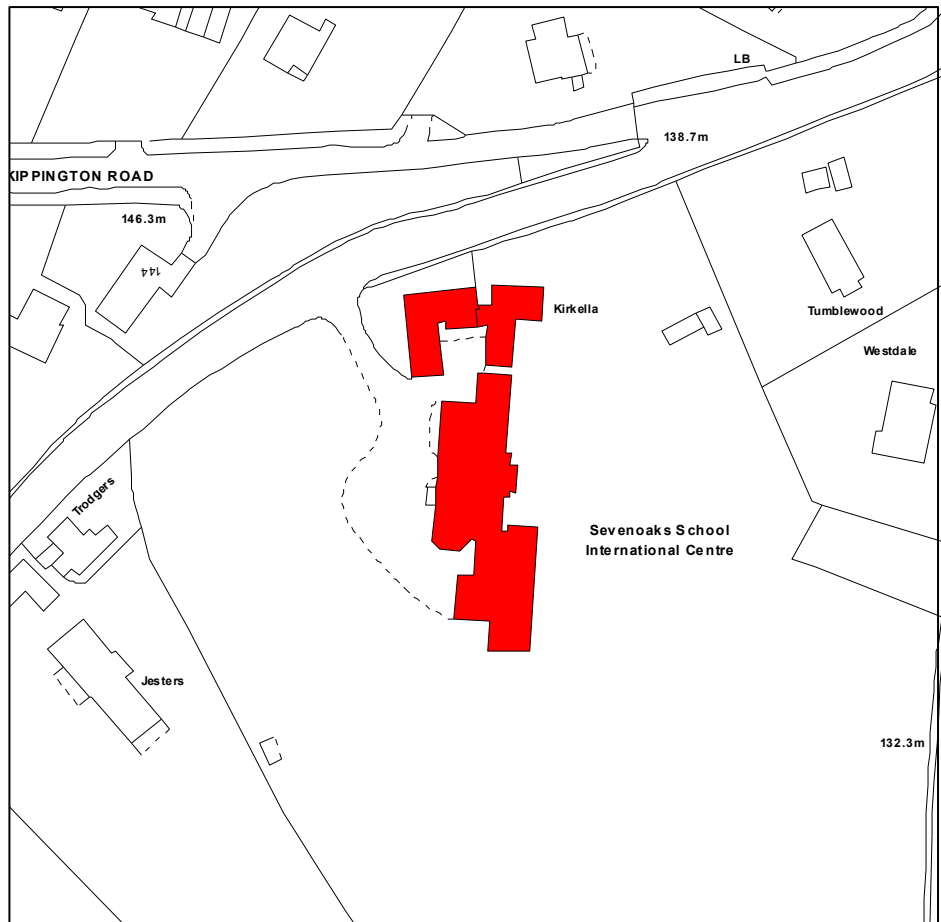 LB
138.7m
KIPPINGTON ROAD
146.3m
144
Kirkella
Tumblewood
Westdale
Trodgers
Sevenoaks School
International Centre
Jesters
132.3m